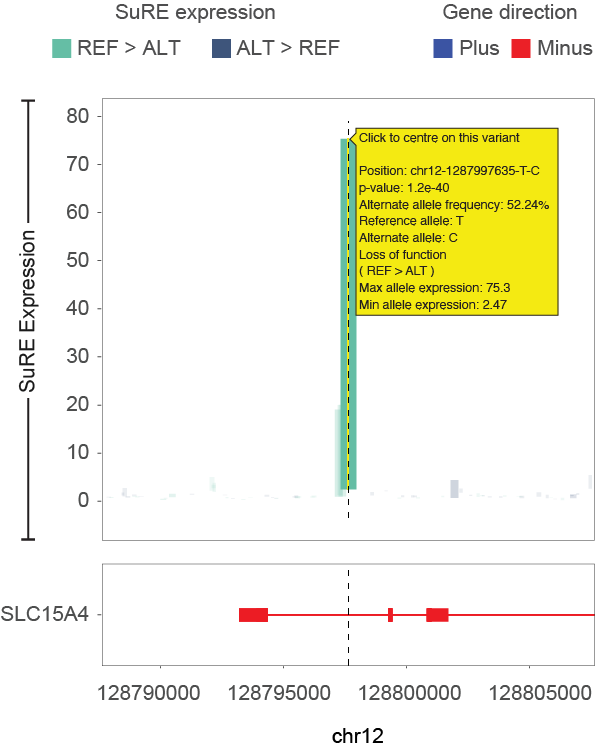 SuRE expression
Gene direction
REF > ALT
ALT > REF
Plus
Minus
SuRE Expression
80
70
60
50
40
30
20
10
0
Click to centre on this variant
Position: chr12-1287997635-T-C
p-value: 1.2e-40
Alternate allele frequency: 52.24%
Reference allele: T
Alternate allele: C
Loss of function
( REF > ALT )
Max allele expression: 75.3
Min allele expression: 2.47
SLC15A4
128790000
128795000
128800000
128805000
chr12